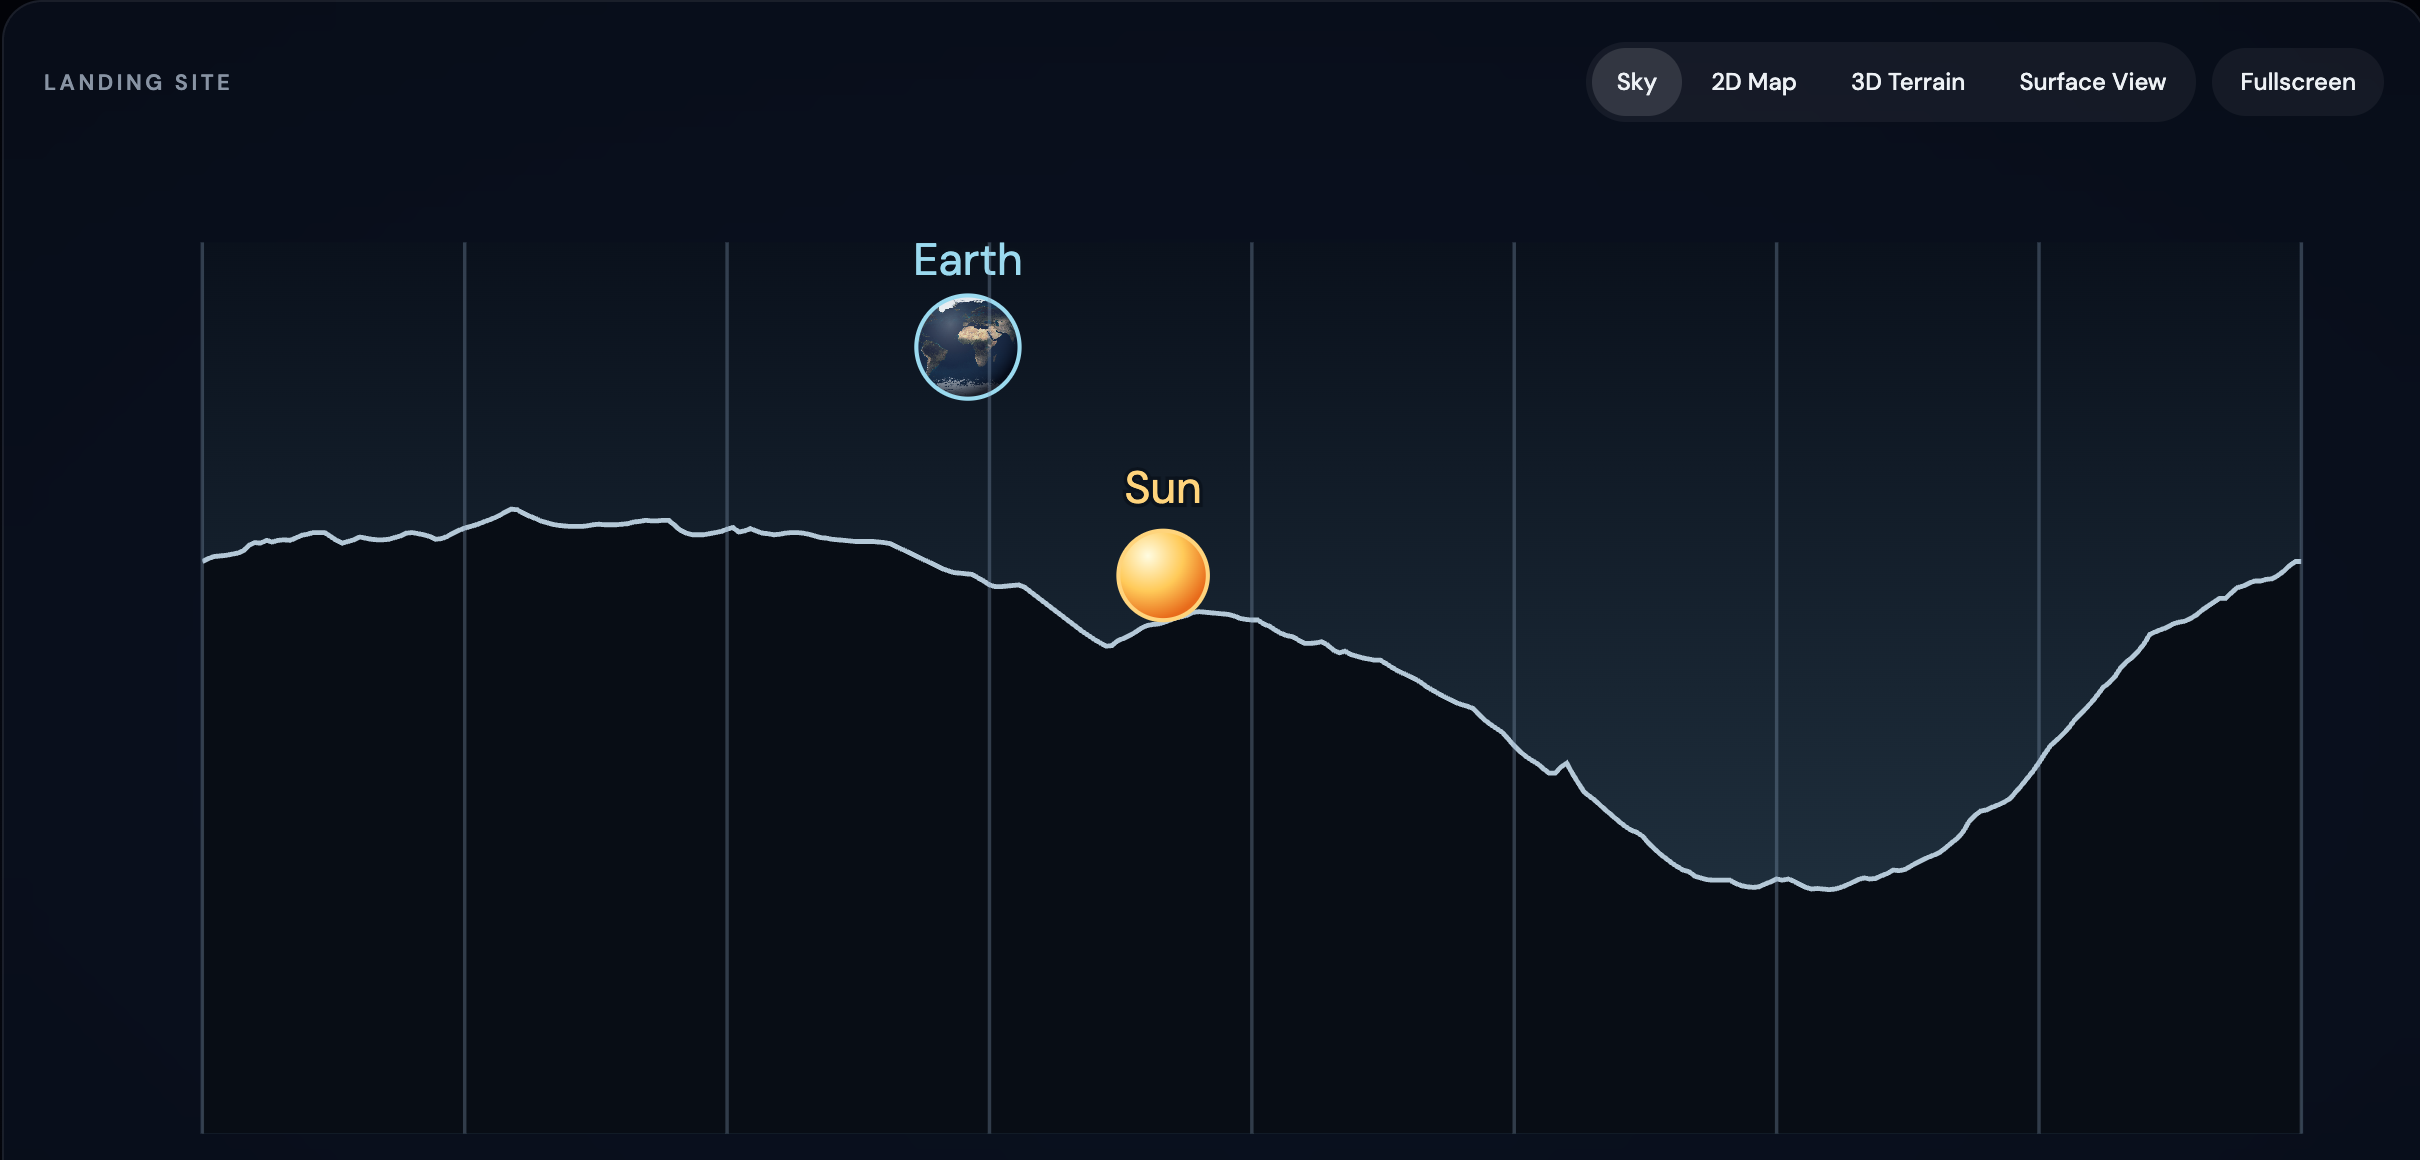 LANDING SITE
Sky
2D Map
3D Terrain
Surface View
Fullscreen
Earth
Sun